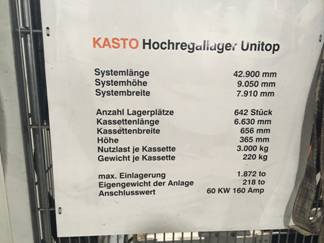 KASTO Hochregallager Unitop
Systemlänge 42.900 mm
Systemhöhe 9.050 mm
Systembreite 7.910 mm
Anzahl Lagerplätze 642 Stück
Kassettenlänge 6.630 mm
Kassettenbreite 656 mm
Höhe 365 mm
Nutzlast je Kassette 3.000 kg
Gewicht je Kassette 220 kg
max. Einlagerung 1.872 to
Eigengewicht der Anlage 218 to
Anschlusswert 60 KW 160 Amp